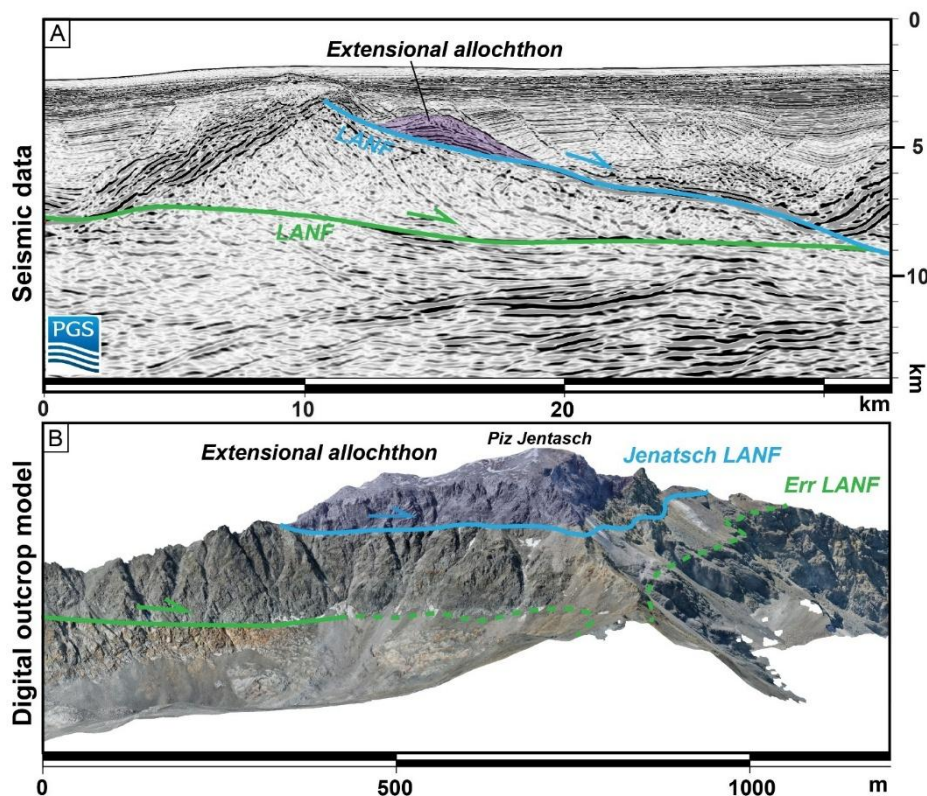 A
Extensional allochthon
LANF
LANF
Seismic data
PGS
0
5
10
km
0
10
20
km
B
Extensional allochthon
Piz Jentasch
Jenatsch LANF
Err LANF
Digital outcrop model
0
500
1000
m